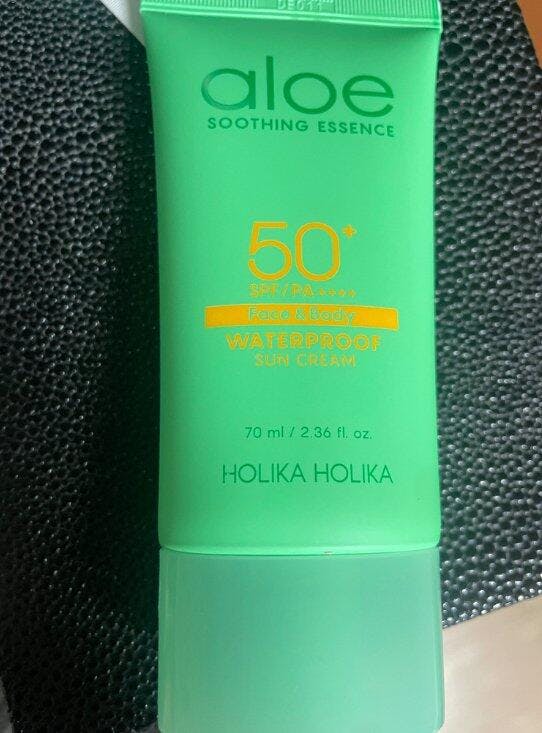 aloe
SOOTHING ESSENCE
50+
SPF/PA++++
Face & Body
WATERPROOF
SUN CREAM
70 ml / 2.36 fl. oz.
HOLIKA HOLIKA